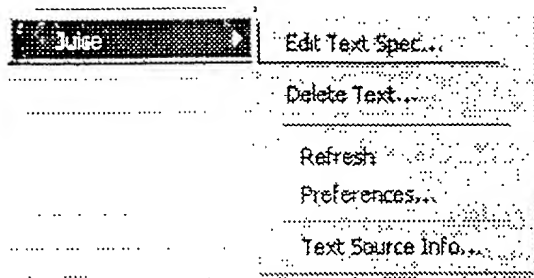 Juice
Edit Text Spec...
Delete Text...
Refresh
Preferences...
Text Source Info...